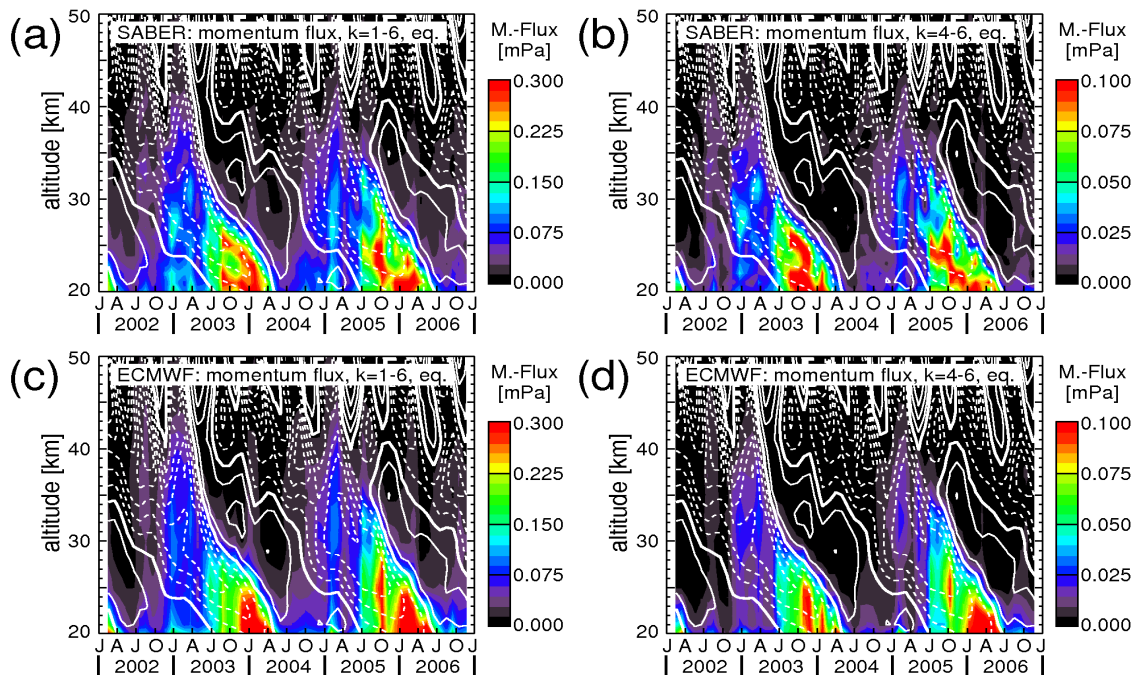 (a)
SABER: momentum flux, k=1-6, eq.
M.-Flux
[mPa]
50
40
30
20
altitude [km]
0.300
0.225
0.150
0.075
0.000
J A J O J A J O J A J O J A J O J A J O J
2002 2003 2004 2005 2006
(b)
SABER: momentum flux, k=4-6, eq.
M.-Flux
[mPa]
50
40
30
20
altitude [km]
0.100
0.075
0.050
0.025
0.000
J A J O J A J O J A J O J A J O J A J O J
2002 2003 2004 2005 2006
(c)
ECMWF: momentum flux, k=1-6, eq.
M.-Flux
[mPa]
50
40
30
20
altitude [km]
0.300
0.225
0.150
0.075
0.000
J A J O J A J O J A J O J A J O J A J O J
2002 2003 2004 2005 2006
(d)
ECMWF: momentum flux, k=4-6, eq.
M.-Flux
[mPa]
50
40
30
20
altitude [km]
0.100
0.075
0.050
0.025
0.000
J A J O J A J O J A J O J A J O J A J O J
2002 2003 2004 2005 2006